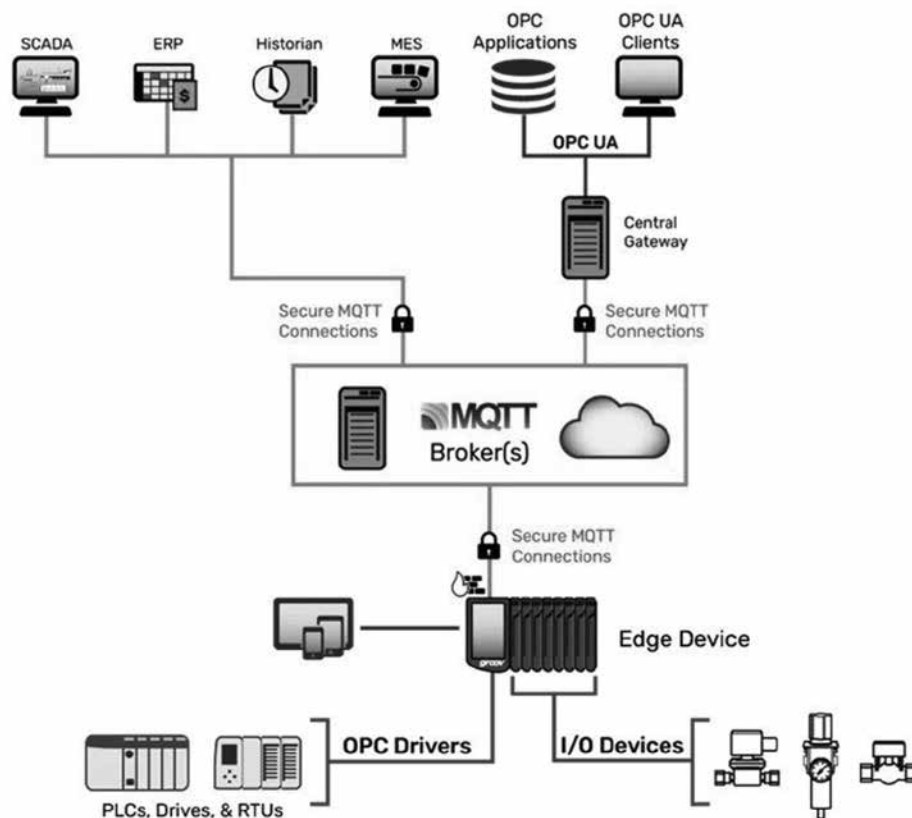 SCADA
ERP
Historian
MES
OPC
Applications
OPC UA
Clients
OPC UA
Central
Gateway
Secure MQTT
Connections
Secure MQTT
Connections
MQTT
Broker(s)
Secure MQTT
Connections
$
groov
Edge Device
OPC Drivers
I/O Devices
PLCs, Drives, & RTUs